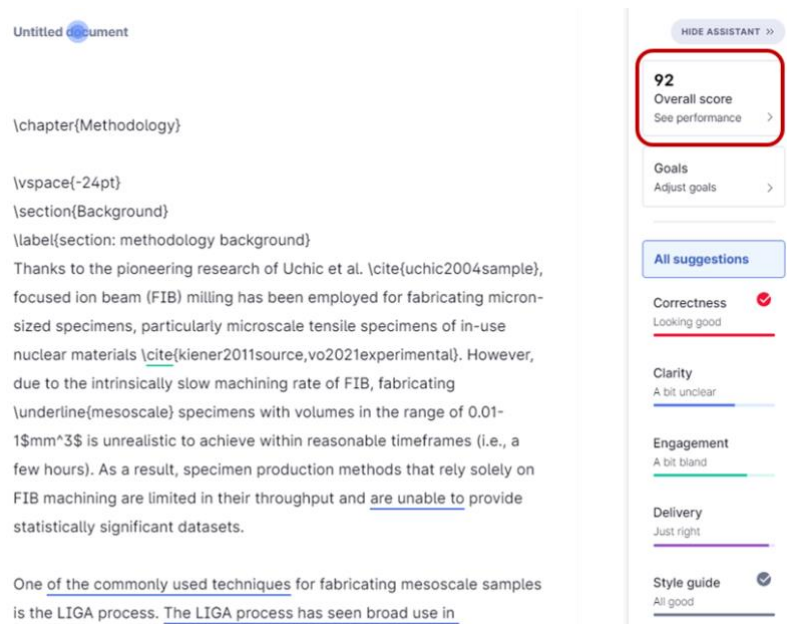 Untitled document
\chapter{Methodology}
\vspace{-24pt}
\section{Background}
\label{section: methodology background}
Thanks to the pioneering research of Uchic et al. \cite{uchic2004sample},
focused ion beam (FIB) milling has been employed for fabricating micron-
sized specimens, particularly microscale tensile specimens of in-use
nuclear materials \cite{kiener2011source,vo2021experimental}. However,
due to the intrinsically slow machining rate of FIB, fabricating
\underline{mesoscale} specimens with volumes in the range of 0.01-
1$mm^3$ is unrealistic to achieve within reasonable timeframes (i.e., a
few hours). As a result, specimen production methods that rely solely on
FIB machining are limited in their throughput and are unable to provide
statistically significant datasets.
One of the commonly used techniques for fabricating mesoscale samples
is the LIGA process. The LIGA process has seen broad use in
HIDE ASSISTANT »
92
Overall score
See performance
Goals
Adjust goals
All suggestions
Correctness
Looking good
Clarity
A bit unclear
Engagement
A bit bland
Delivery
Just right
Style guide
All good